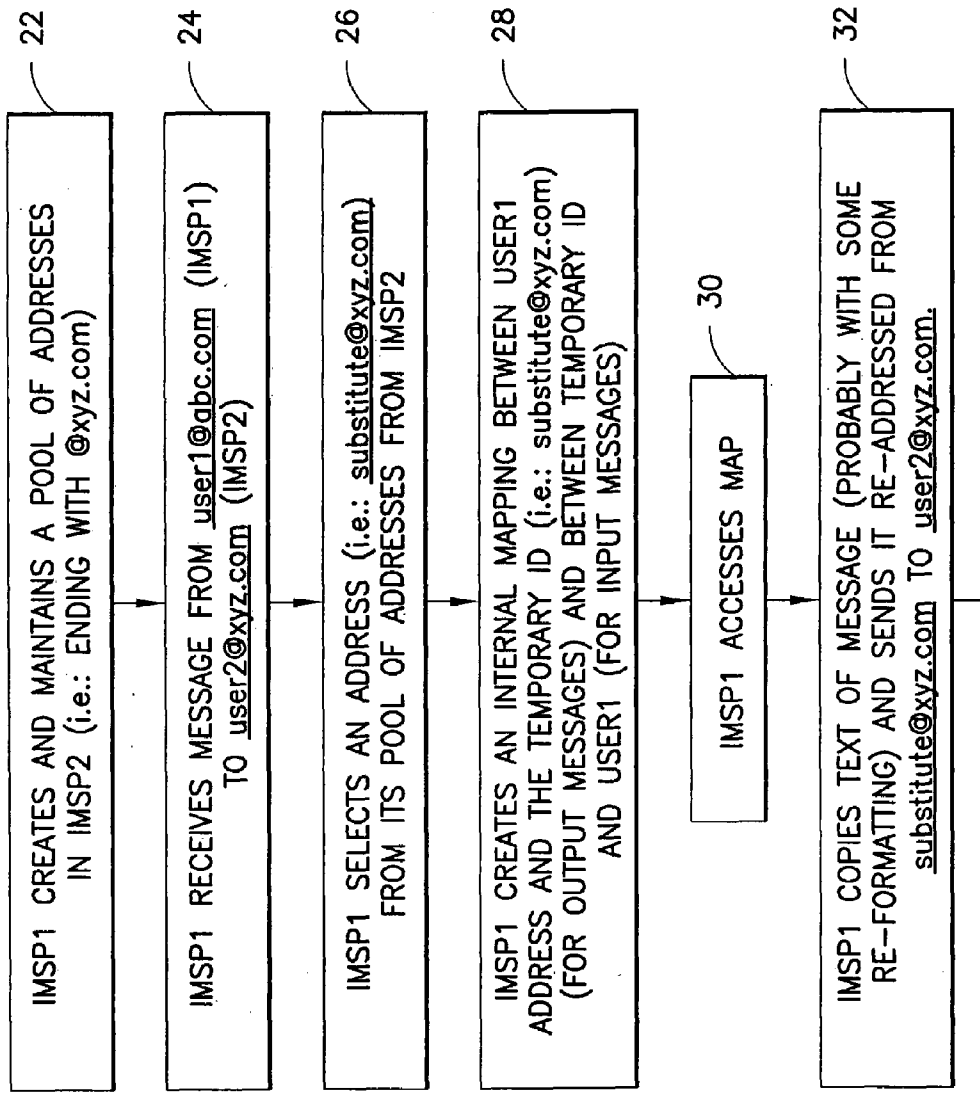 IMSP1 CREATES AND MAINTAINS A POOL OF ADDRESSES
IN IMSP2 (i.e.: ENDING WITH @xyz.com)
22
IMSP1 RECEIVES MESSAGE FROM user1@abc.com (IMSP1)
TO user2@xyz.com (IMSP2)
24
IMSP1 SELECTS AN ADDRESS (i.e.: substitute@xyz.com)
FROM ITS POOL OF ADDRESSES FROM IMSP2
26
IMSP1 CREATES AN INTERNAL MAPPING BETWEEN USER1
ADDRESS AND THE TEMPORARY ID (i.e.: substitute@xyz.com)
(FOR OUTPUT MESSAGES) AND BETWEEN TEMPORARY ID
AND USER1 (FOR INPUT MESSAGES)
28
IMSP1 ACCESSES MAP
30
IMSP1 COPIES TEXT OF MESSAGE (PROBABLY WITH SOME
RE-FORMATTING) AND SENDS IT RE-ADDRESSED FROM
substitute@xyz.com TO user2@xyz.com.
32